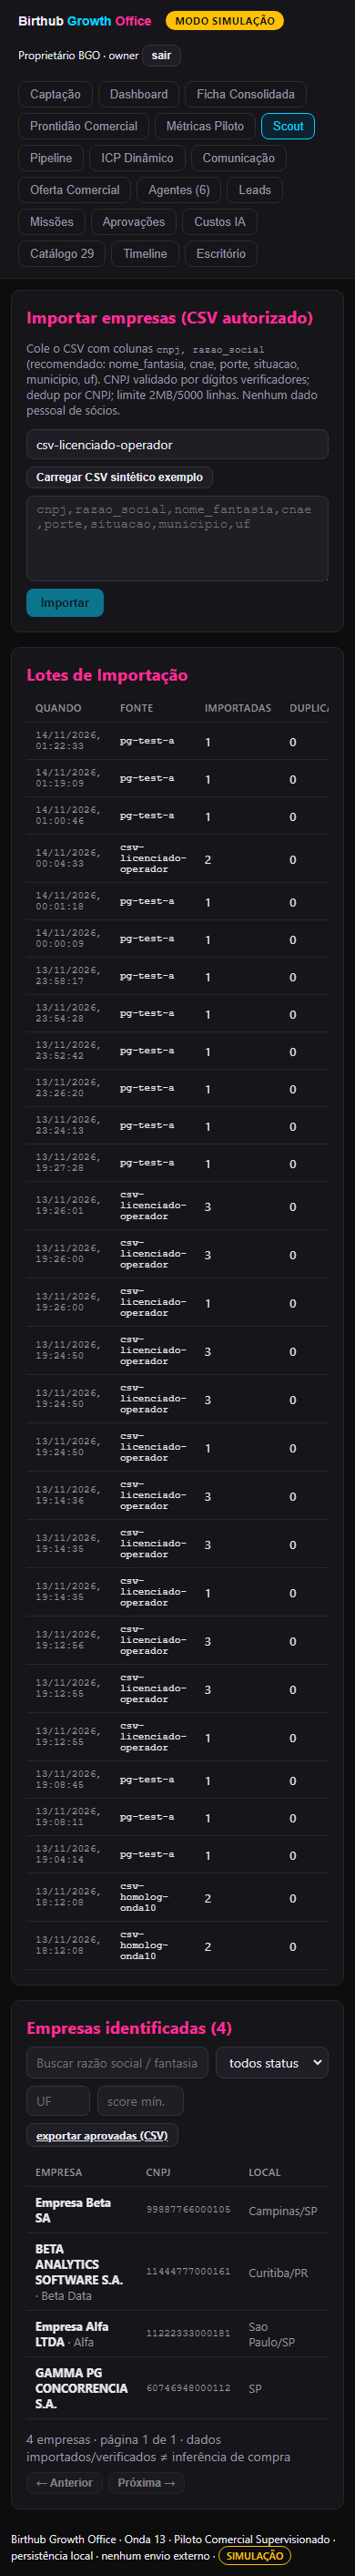 Birthub Growth Office MODO SIMULAÇÃO
Proprietário BGO · owner sair
Captação Dashboard Ficha Consolidada
Prontidão Comercial Métricas Piloto Scout
Pipeline ICP Dinâmico Comunicação
Oferta Comercial Agentes (6) Leads
Missões Aprovações Custos IA
Catálogo 29 Timeline Escritório
Importar empresas (CSV autorizado)
Cole o CSV com colunas cnpj, razao_social
(recomendado: nome_fantasia, cnae, porte, situacao,
municipio, uf). CNPJ validado por dígitos verificadores;
dedup por CNPJ; limite 2MB/5000 linhas. Nenhum dado
pessoal de sócios.
csv-licenciado-operador
Carregar CSV sintético exemplo
cnpj,razao_social,nome_fantasia,cnae
,porte,situacao,municipio,uf
Importar
Lotes de Importação
QUANDO FONTE IMPORTADAS DUPLICA
14/11/2026, 01:22:33 pg-test-a 1 0
14/11/2026, 01:19:09 pg-test-a 1 0
14/11/2026, 01:00:46 pg-test-a 1 0
14/11/2026, 00:04:33 csv-licenciado-operador 2 0
14/11/2026, 00:01:18 pg-test-a 1 0
14/11/2026, 00:00:09 pg-test-a 1 0
13/11/2026, 23:58:17 pg-test-a 1 0
13/11/2026, 23:54:28 pg-test-a 1 0
13/11/2026, 23:52:42 pg-test-a 1 0
13/11/2026, 23:26:20 pg-test-a 1 0
13/11/2026, 23:24:13 pg-test-a 1 0
13/11/2026, 19:27:28 pg-test-a 1 0
13/11/2026, 19:26:01 csv-licenciado-operador 3 0
13/11/2026, 19:26:00 csv-licenciado-operador 3 0
13/11/2026, 19:26:00 csv-licenciado-operador 1 0
13/11/2026, 19:24:50 csv-licenciado-operador 3 0
13/11/2026, 19:24:50 csv-licenciado-operador 3 0
13/11/2026, 19:24:50 csv-licenciado-operador 1 0
13/11/2026, 19:14:36 csv-licenciado-operador 3 0
13/11/2026, 19:14:35 csv-licenciado-operador 3 0
13/11/2026, 19:14:35 csv-licenciado-operador 1 0
13/11/2026, 19:12:56 csv-licenciado-operador 3 0
13/11/2026, 19:12:55 csv-licenciado-operador 3 0
13/11/2026, 19:12:55 csv-licenciado-operador 1 0
13/11/2026, 19:08:45 pg-test-a 1 0
13/11/2026, 19:08:11 pg-test-a 1 0
13/11/2026, 19:04:14 pg-test-a 1 0
13/11/2026, 18:12:08 csv-homolog-onda10 2 0
13/11/2026, 18:12:08 csv-homolog-onda10 2 0
Empresas identificadas (4)
Buscar razão social / fantasia todos status
UF score mín.
exportar aprovadas (CSV)
EMPRESA CNPJ LOCAL
Empresa Beta SA 99887766000105 Campinas/SP
BETA ANALYTICS SOFTWARE S.A. · Beta Data 11444777000161 Curitiba/PR
Empresa Alfa LTDA · Alfa 11222333000181 Sao Paulo/SP
GAMMA PG CONCORRENCIA S.A. 60746948000112 SP
4 empresas · página 1 de 1 · dados
importados/verificados ≠ inferência de compra
← Anterior Próxima →
Birthub Growth Office · Onda 13 · Piloto Comercial Supervisionado ·
persistência local · nenhum envio externo · SIMULAÇÃO